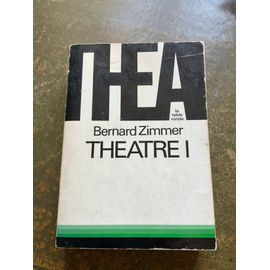 THEA
la
table
ronde
Bernard Zimmer
THEATRE I